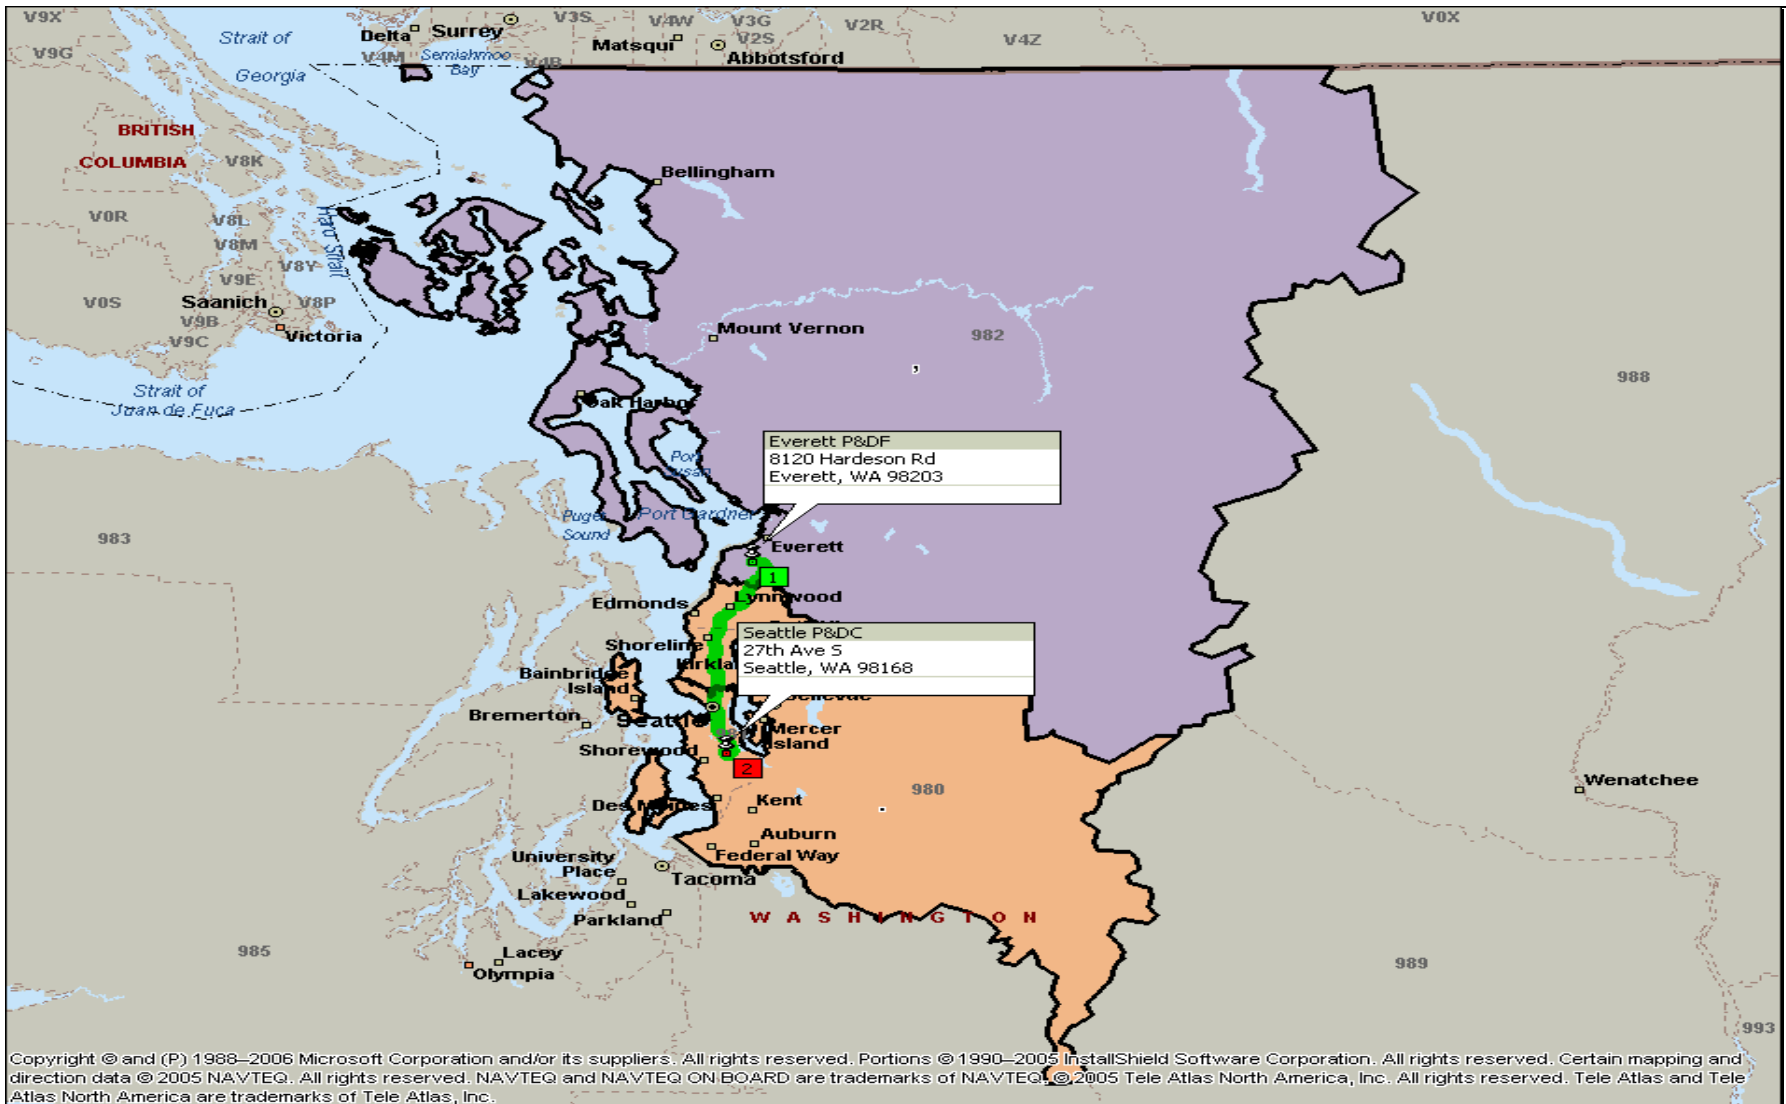 V9X
V3S
V4W
V3G
V2R
V0X
V9G
Strait of
Georgia
Delta
Surrey
Matsqui
V2S
V4Z
V4M
Semiahmoo
Bay
V4B
Abbotsford
BRITISH
COLUMBIA
V8K
Bellingham
V0R
V8L
Haro Strait
V8M
V8Y
V9E
V0S
Saanich
V8P
V9B
Victoria
V9C
Mount Vernon
982
988
Strait of
Juan de Fuca
Oak Harbo
Port
Susan
Everett P&DF
8120 Hardeson Rd
Everett, WA 98203
Puget
Sound
Port Gardner
983
Everett
1
Edmonds
Lynnwood
Seattle P&DC
27th Ave S
Seattle, WA 98168
Shoreline
Kirkla
Bainbridge
Island
Bellevue
Bremerton
Seattle
Mercer
Island
Shorewood
2
Wenatchee
980
Des Moines
Kent
Auburn
Federal Way
University
Place
Tacoma
Lakewood
Parkland
WASHINGTON
985
Lacey
Olympia
989
993
Copyright © and (P) 1988–2006 Microsoft Corporation and/or its suppliers. All rights reserved. Portions © 1990–2005 InstallShield Software Corporation. All rights reserved. Certain mapping and
direction data © 2005 NAVTEQ. All rights reserved. NAVTEQ and NAVTEQ ON BOARD are trademarks of NAVTEQ. © 2005 Tele Atlas North America, Inc. All rights reserved. Tele Atlas and Tele
Atlas North America are trademarks of Tele Atlas, Inc.